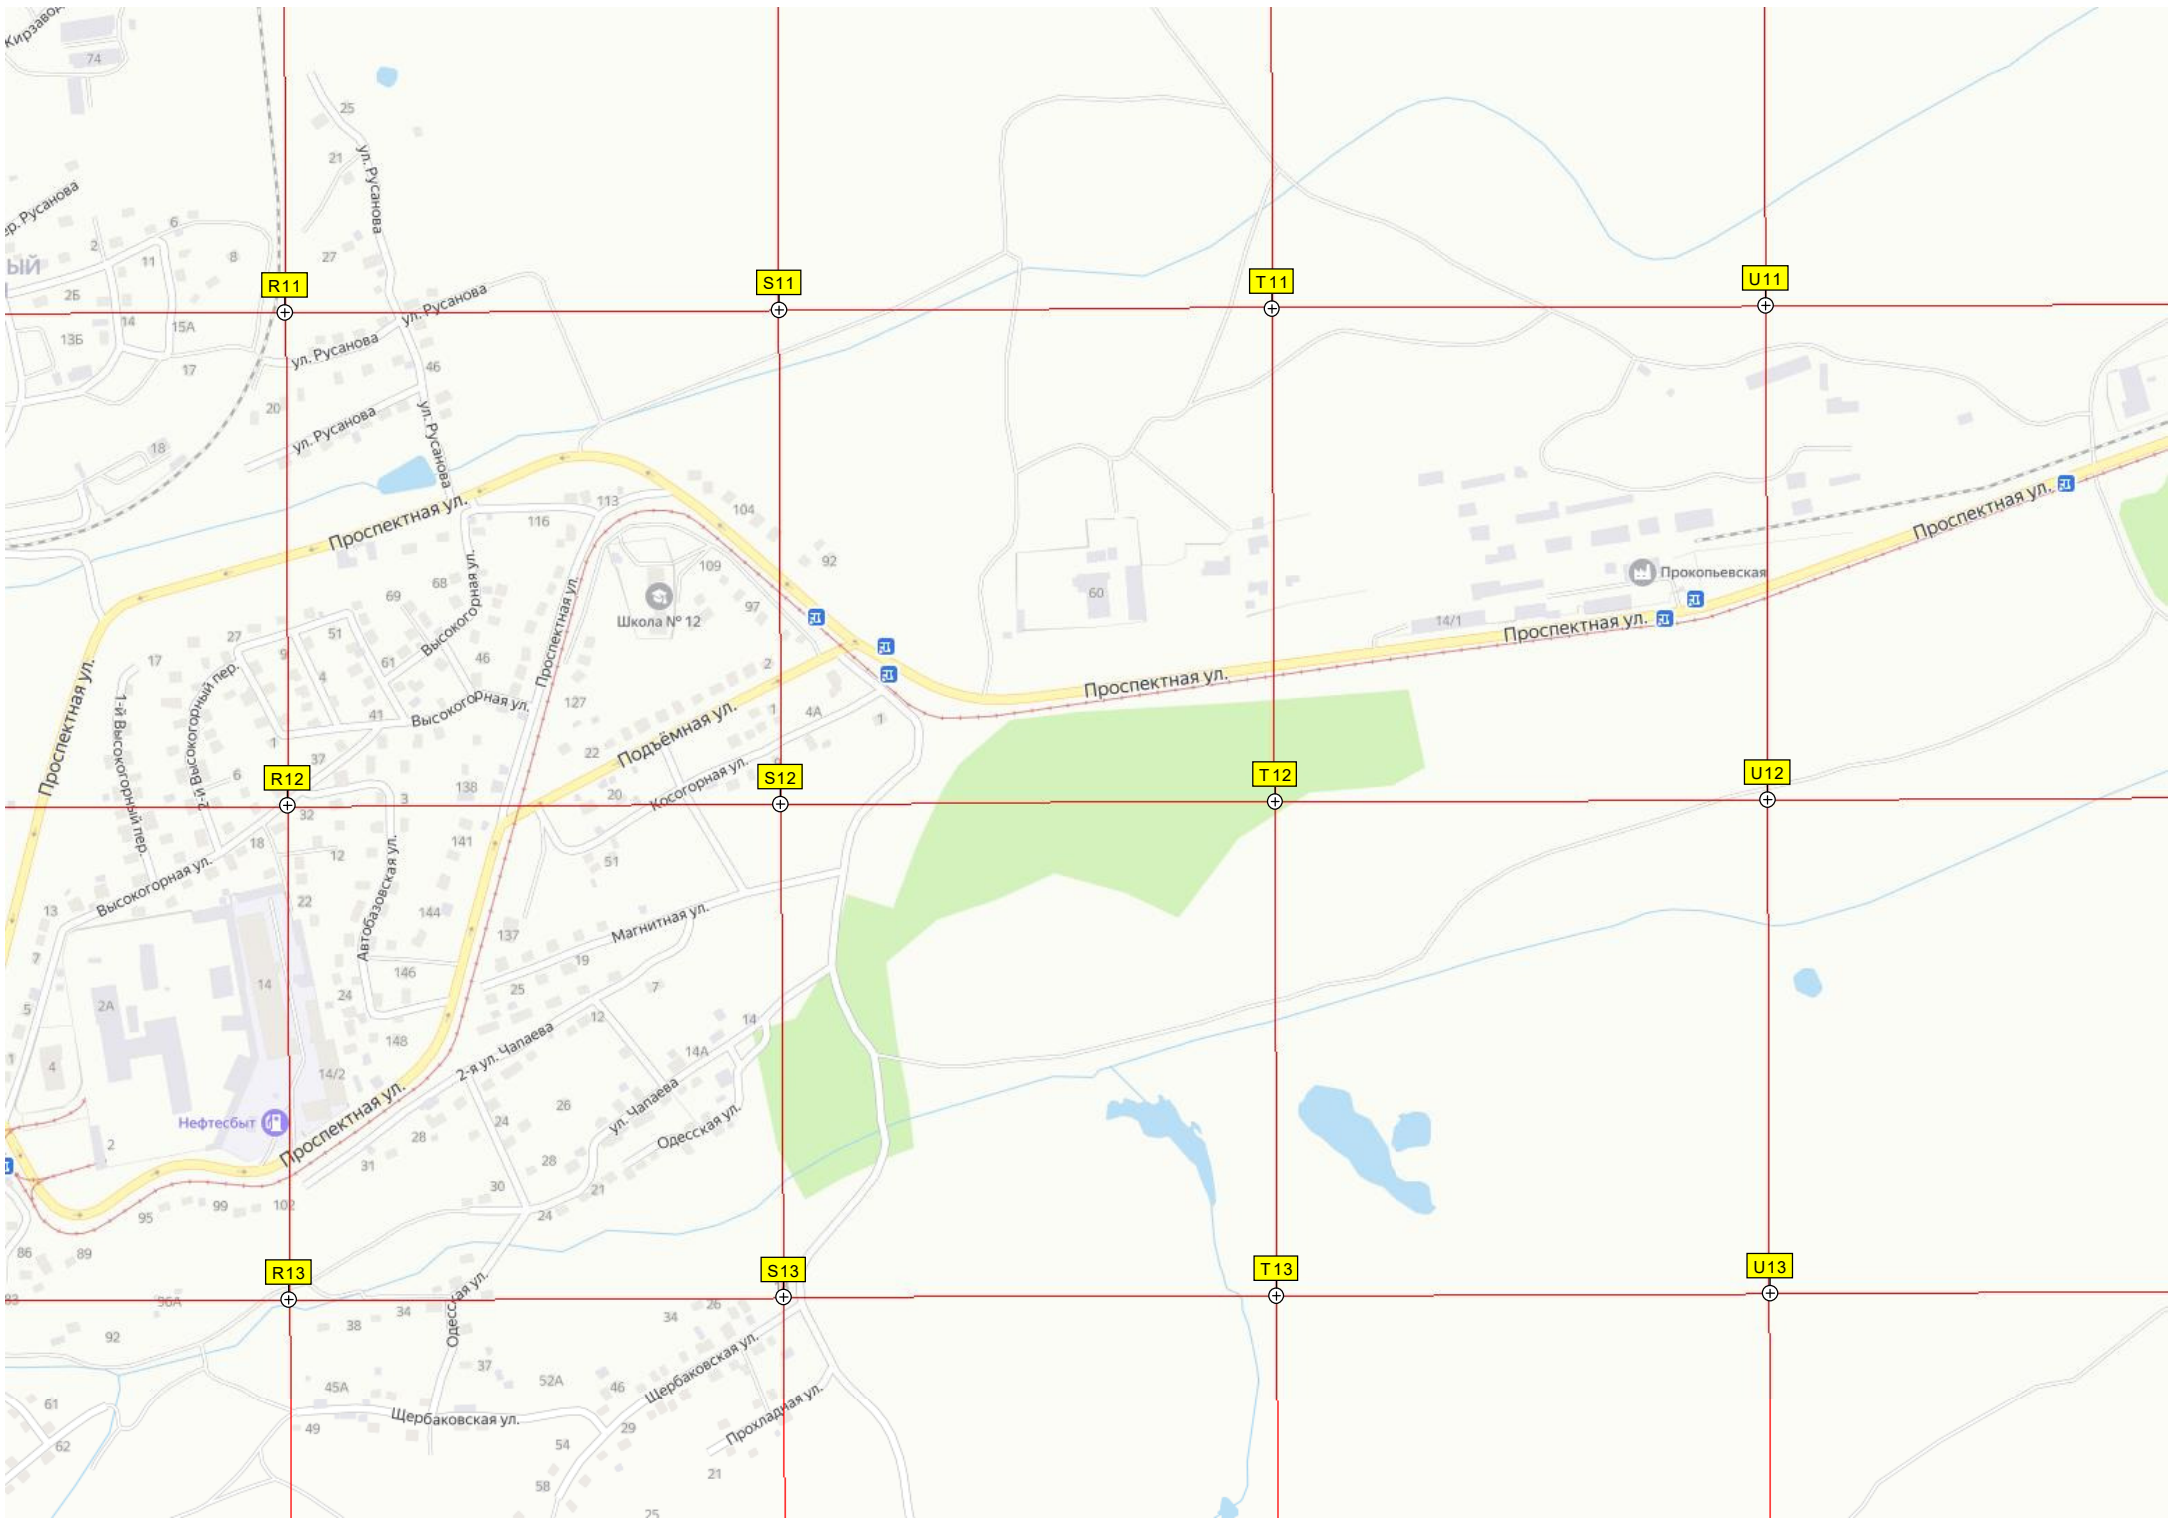 Кирзавод
74
25
21
ул. Русанова
ер. Русанова
6
2
11
8
27
ЫЙ
2Б
R11
S11
T11
U11
14
15А
13Б
ул. Русанова
ул. Русанова
17
46
20
ул. Русанова
ул. Русанова
18
113
104
116
Проспектная ул.
Проспектная ул.
92
109
Прокопьевская
69
68
60
97
Школа № 12
14/1
Проспектная ул.
27
51
Высокогорная ул.
9
17
61
46
2
4
Проспектная ул.
Проспектная ул.
Проспектная ул.
1-й Высокогорный пер.
2-й Высокогорный пер.
41
Высокогорная ул.
127
1
4А
1
1
Подъёмная ул.
22
37
6
Косогорная ул.
9
R12
S12
T12
U12
138
3
20
32
18
12
141
51
Автобазовская ул.
Высокогорная ул.
22
144
13
Магнитная ул.
137
7
19
146
14
7
25
24
2А
5
12
14
148
2-я ул. Чапаева
14А
1
4
14/2
26
ул. Чапаева
24
Нефтесбыт
Проспектная ул.
Одесская ул.
28
2
28
31
30
21
102
99
95
24
86
89
R13
S13
T13
U13
Одесская ул.
83
36А
34
26
34
38
92
Щербаковская ул.
37
45А
52А
46
61
Прохладная ул.
Щербаковская ул.
49
29
54
62
21
58
25